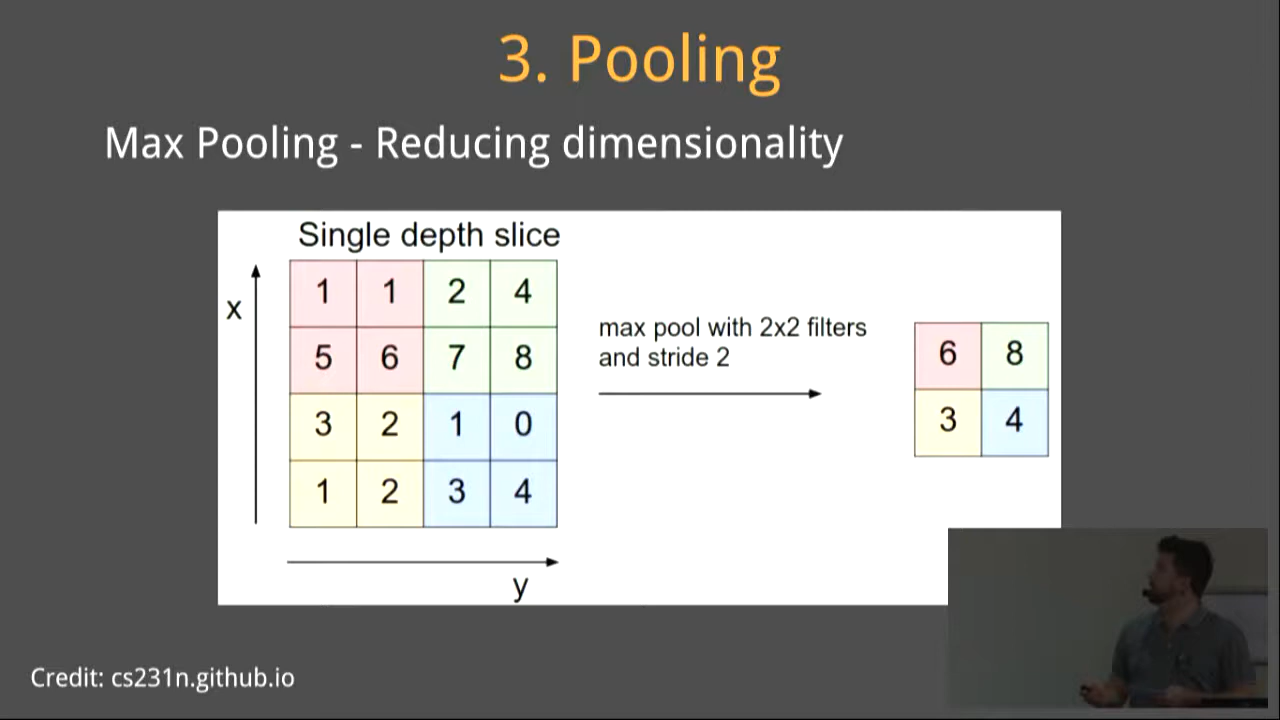 3. Pooling
Max Pooling - Reducing dimensionality
Single depth slice
x
1 1 2 4
5 6 7 8
3 2 1 0
1 2 3 4
y
max pool with 2x2 filters
and stride 2
6 8
3 4
Credit: cs231n.github.io